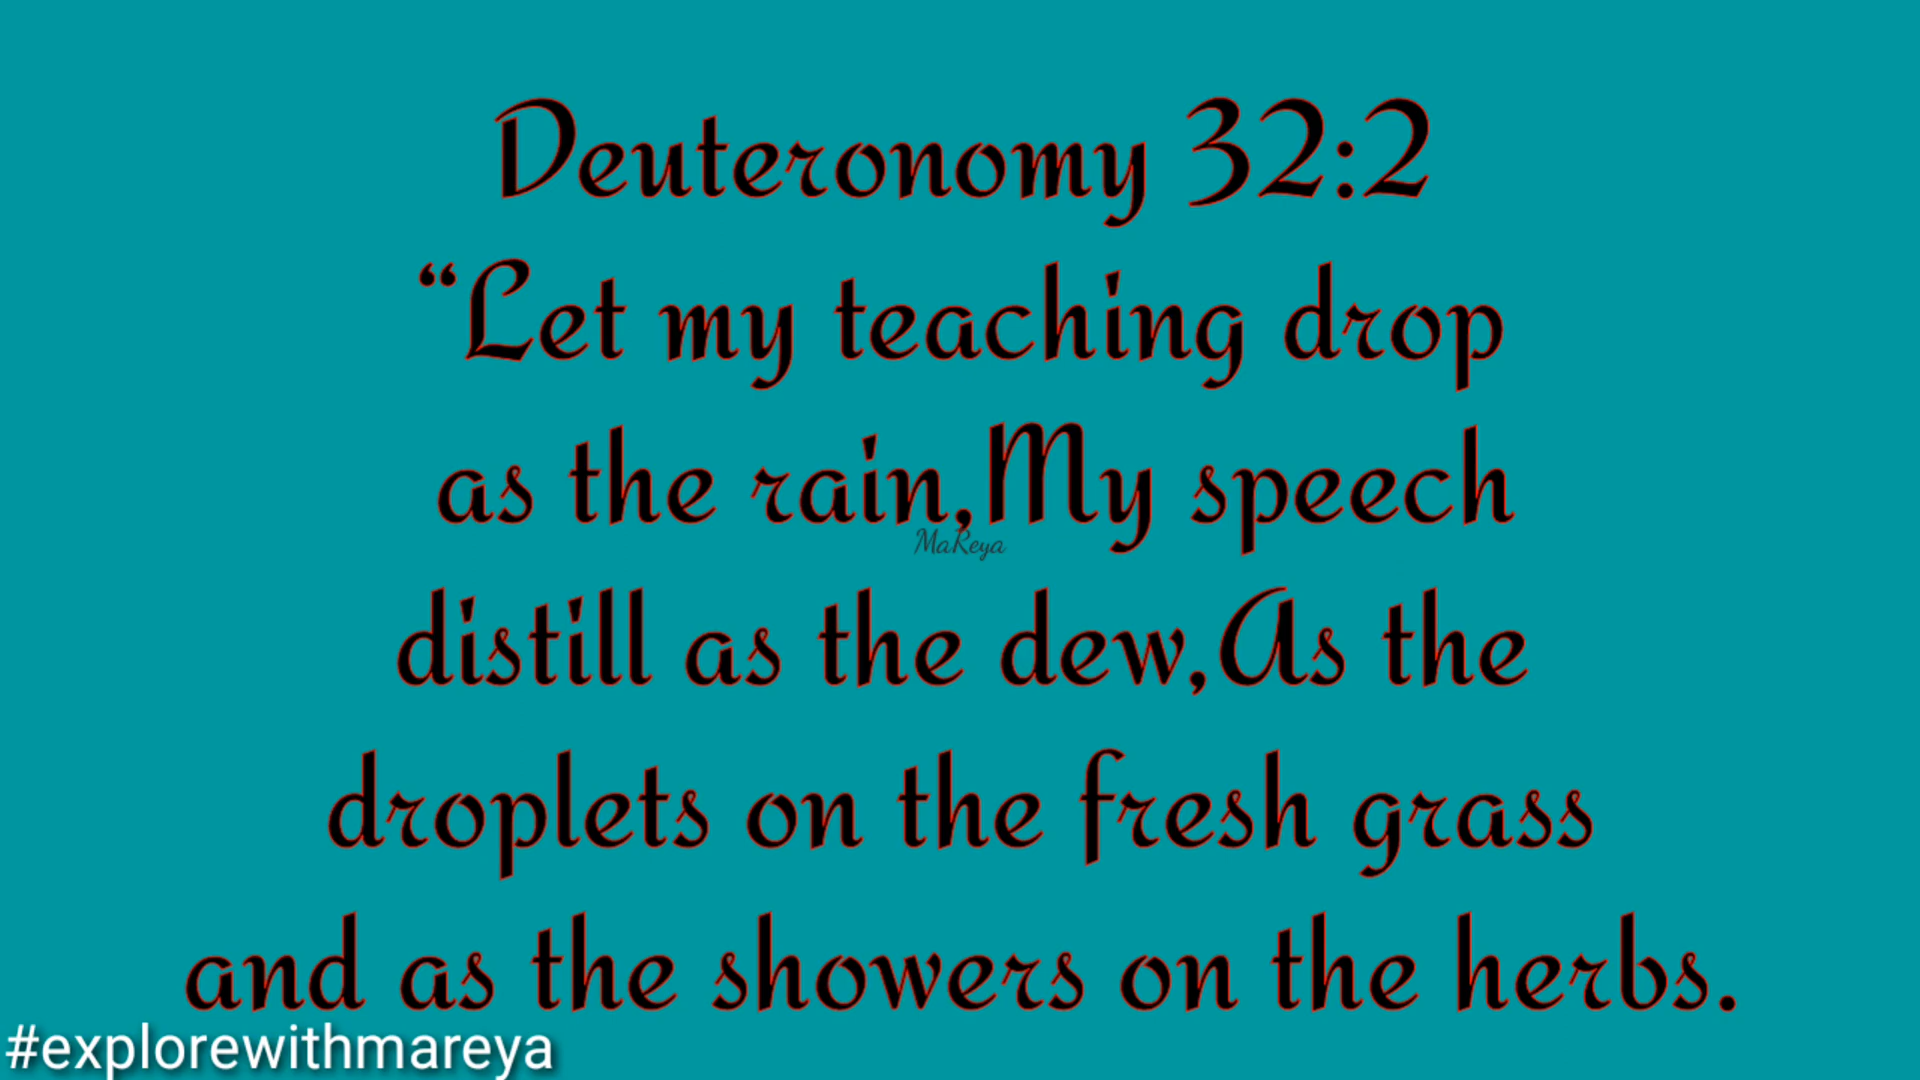 Deuteronomy 32:2
“Let my teaching drop
as the rain,My speech
MaReya
distill as the dew,As the
droplets on the fresh grass
and as the showers on the herbs.
#explorewithmareya